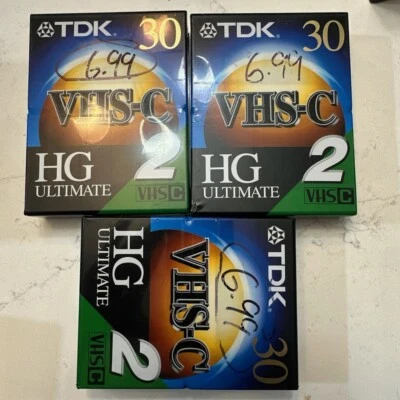 TDK 30
6.99
VHS-C
HG 2
ULTIMATE
VHS C
TDK 30
6.99
VHS-C
HG 2
ULTIMATE
VHS C
TDK 30
6.99
VHS-C
HG 2
ULTIMATE
VHS C